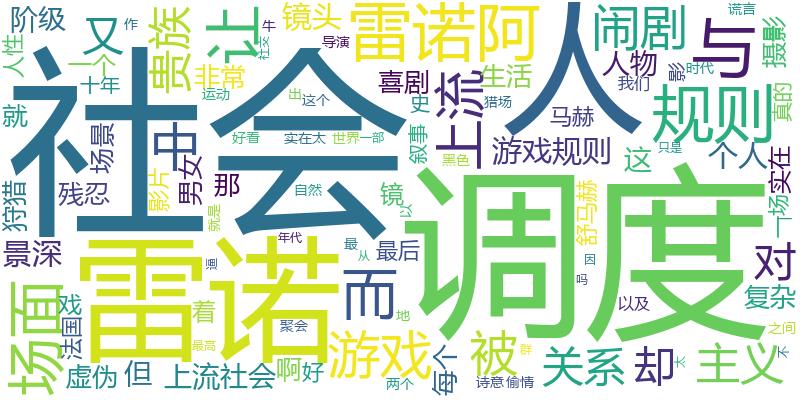 阶级
又
让
贵族
镜头
雷诺阿
人
闹剧
与
谎言
摄影
人性
作
牛
社交
导演
一个
十年
非常
喜剧
生活
人物
影
时代
我们
就
社会
中
场景
运动
出
这个
史
猎场
马赫
规则
真的
上流
叙事
好看
实在太
世界
一部
黑色
游戏规则
这
只是
个人
实在
狩猎
残忍
影片
男女
那
自然
镜
以
舒马赫
一场
景深
就是
年代
雷诺
调度
逼
最
从
最后
因
吗
对
场面
戏
法国
着
最高
聚会
而
地
游戏
被
以及
复杂
之间
不
虚伪
但
上流社会
啊
好
两个
每个
诗意
偷情
群
关系
却
主义
太